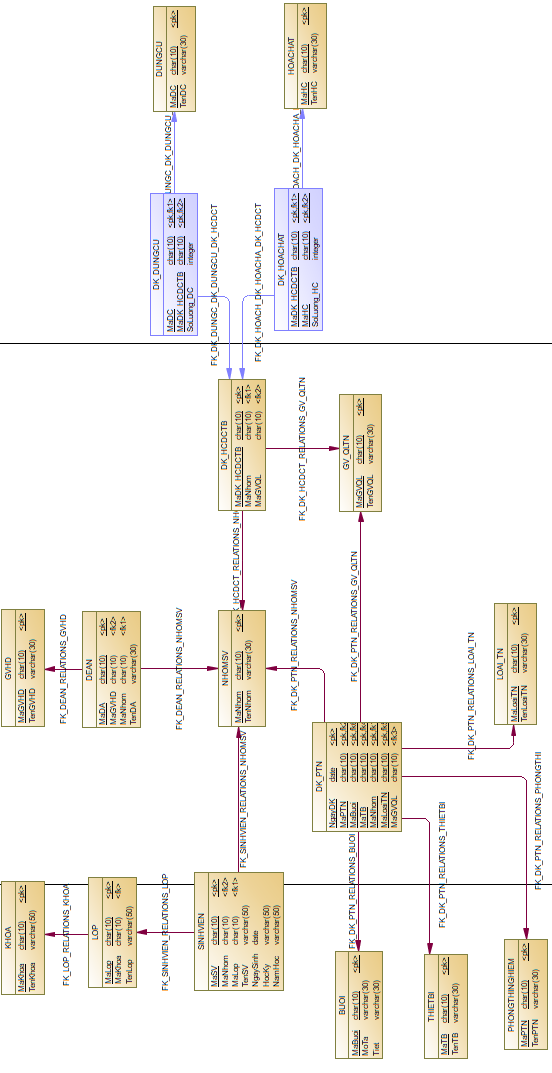 DUNGCU
MaDC char(10) <pk>
TenDC varchar(30)
HOACHAT
MaHC char(10) <pk>
TenHC varchar(30)
UNGC_DK_DUNGCU
OACH_DK_HOACHA
DK_DUNGCU
MaDC char(10) <pk,fk1>
MaDK_HCDCTB char(10) <pk,fk2>
SoLuong_DC integer
DK_HOACHAT
MaDK_HCDCTB char(10) <pk,fk1>
MaHC char(10) <pk,fk2>
SoLuong_HC integer
FK_DK_DUNGC_DK_DUNGCU_DK_HCDCT
FK_DK_HOACH_DK_HOACHA_DK_HCDCT
DK_HCDCTB
MaDK_HCDCTB char(10) <pk>
MaNhom char(10) <fk1>
MaGVQL char(10) <fk2>
FK_DK_HCDCT_RELATIONS_GV_QLTN
GV_QLTN
MaGVQL char(10) <pk>
TenGVQL varchar(30)
K_HCDCT_RELATIONS_NH
FK_DK_PTN_RELATIONS_GV_QLTN
GVHD
MaGVHD char(10) <pk>
TenGVHD varchar(30)
FK_DEAN_RELATIONS_GVHD
DEAN
MaDA char(10) <pk>
MaGVHD char(10) <fk2>
MaNhom char(10) <fk1>
TenDA varchar(30)
FK_DEAN_RELATIONS_NHOMSV
NHOMSV
MaNhom char(10) <pk>
TenNhom varchar(30)
FK_DK_PTN_RELATIONS_NHOMSV
LOAI_TN
MaLoaiTN char(10) <pk>
TenLoaiTN varchar(30)
FK_DK_PTN_RELATIONS_LOAI_TN
DK_PTN
NgayDK date <pk>
MaPTN char(10) <pk,fk
MaBuoi char(10) <pk,fk
MaTB char(10) <pk,fk
MaNhom char(10) <pk,fk
MaLoaiTN char(10) <pk,fk
MaGVQL char(10) <fk3>
FK_SINHVIEN_RELATIONS_NHOMSV
FK_DK_PTN_RELATIONS_BUOI
FK_DK_PTN_RELATIONS_THIETBI
FK_DK_PTN_RELATIONS_PHONGTHI
KHOA
MaKhoa char(10) <pk>
TenKhoa varchar(50)
FK_LOP_RELATIONS_KHOA
LOP
MaLop char(10) <pk>
MaKhoa char(10) <fk>
TenLop varchar(50)
FK_SINHVIEN_RELATIONS_LOP
SINHVIEN
MaSV char(10) <pk>
MaNhom char(10) <fk2>
MaLop char(10) <fk1>
TenSV varchar(50)
NgaySinh date
HocKy varchar(50)
NamHoc varchar(50)
BUOI
MaBuoi char(10) <pk>
MoTa varchar(30)
Tiet varchar(30)
THIETBI
MaTB char(10) <pk>
TenTB varchar(30)
PHONGTHINGHIEM
MaPTN char(10) <pk>
TenPTN varchar(30)